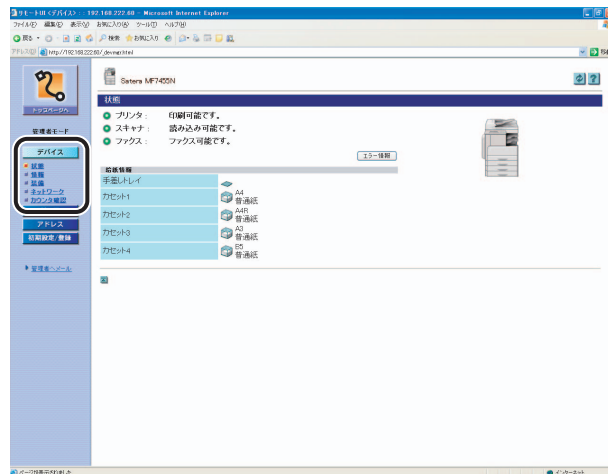 リモートUI <デバイス> : : 192.168.222.60 - Microsoft Internet Explorer
ファイル(F) 編集(E) 表示(V) お気に入り(A) ツール(T) ヘルプ(H)
戻る 検索 お気に入り
アドレス(D) http://192.168.222.60/_devmap.html 移動
Satera MF7455N
トップページへ
管理者モード
デバイス
状態
情報
装備
ネットワーク
カウンタ確認
アドレス
初期設定/登録
管理者へメール
状態
プリンタ : 印刷可能です。
スキャナ : 読み込み可能です。
ファクス : ファクス可能です。
エラー情報
給紙情報
手差しトレイ
カセット1 A4 普通紙
カセット2 A4R 普通紙
カセット3 A3 普通紙
カセット4 B5 普通紙
ページが表示されました
インターネット